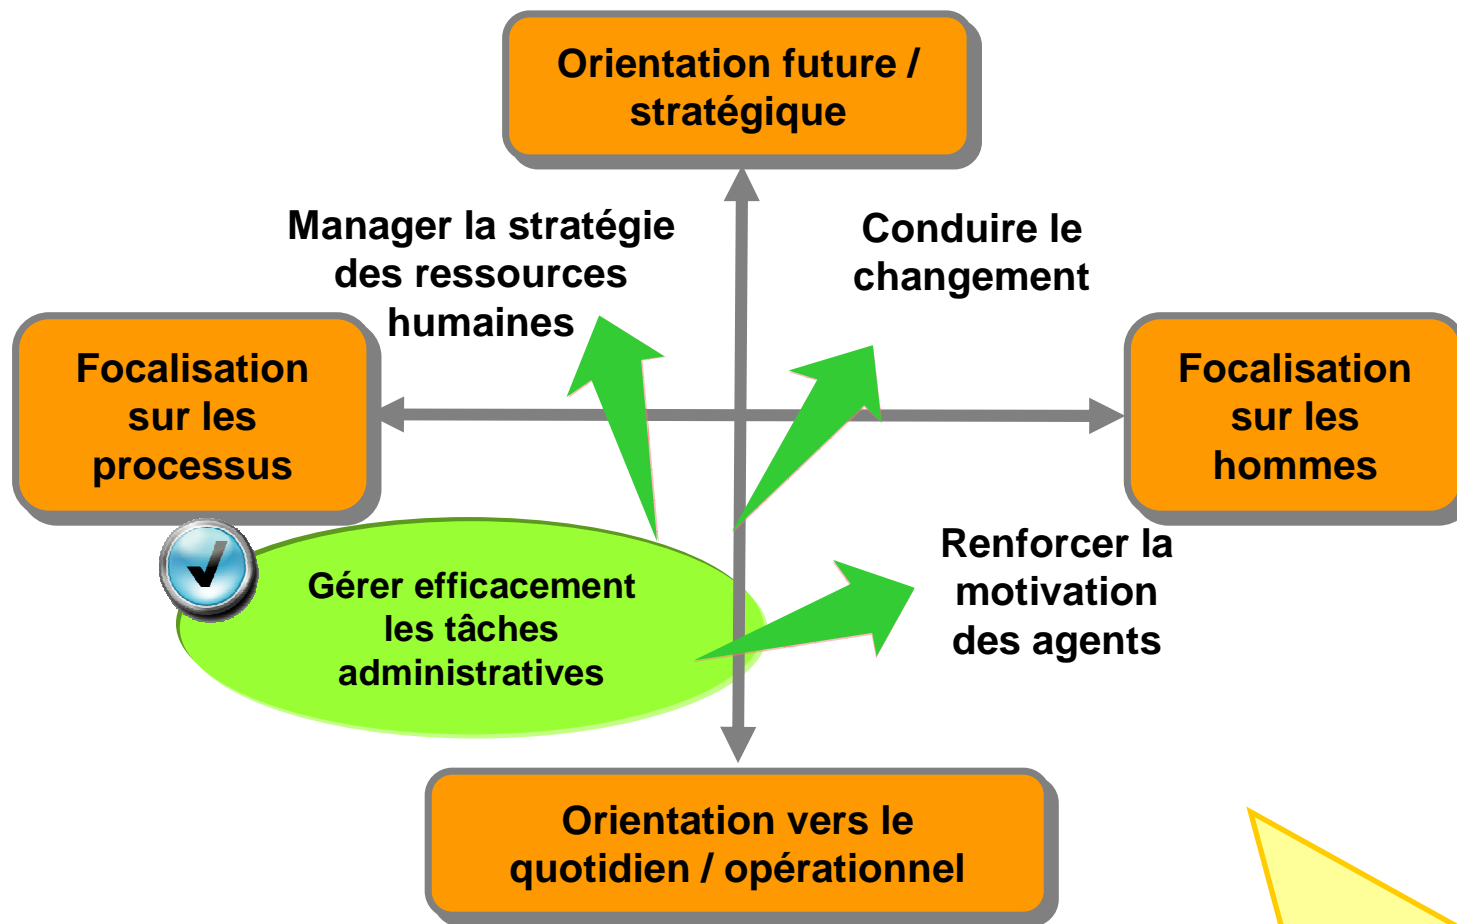 Orientation future /
stratégique
Manager la stratégie
des ressources
humaines
Conduire le
changement
Focalisation
sur les
processus
Focalisation
sur les
hommes
Gérer efficacement
les tâches
administratives
Renforcer la
motivation
des agents
Orientation vers le
quotidien / opérationnel